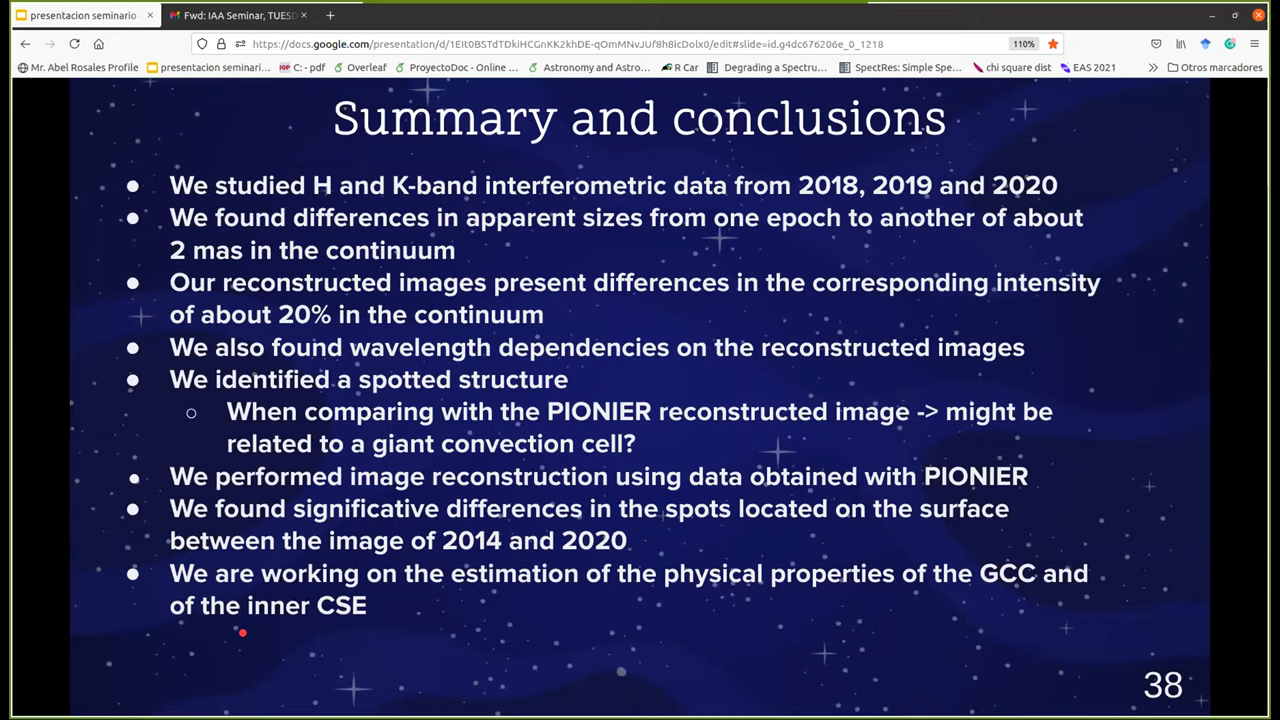 presentacion seminario
Fwd: IAA Seminar, TUESD
https://docs.google.com/presentation/d/1EIt0BSTdTDkiHCGnKK2khDE-qOmMNvJUf8h8icDolx0/edit#slide=id.g4dc676206e_0_1218
110%
Mr. Abel Rosales Profile
presentacion seminari...
IOP C: - pdf
Overleaf
ProyectoDoc - Online ...
Astronomy and Astro...
R Car
Degrading a Spectru...
SpectRes: Simple Spe...
chi square dist
EAS 2021
Otros marcadores
Summary and conclusions
● We studied H and K-band interferometric data from 2018, 2019 and 2020
● We found differences in apparent sizes from one epoch to another of about
2 mas in the continuum
● Our reconstructed images present differences in the corresponding intensity
of about 20% in the continuum
● We also found wavelength dependencies on the reconstructed images
● We identified a spotted structure
○ When comparing with the PIONIER reconstructed image -> might be
related to a giant convection cell?
● We performed image reconstruction using data obtained with PIONIER
● We found significative differences in the spots located on the surface
between the image of 2014 and 2020
● We are working on the estimation of the physical properties of the GCC and
of the inner CSE
38